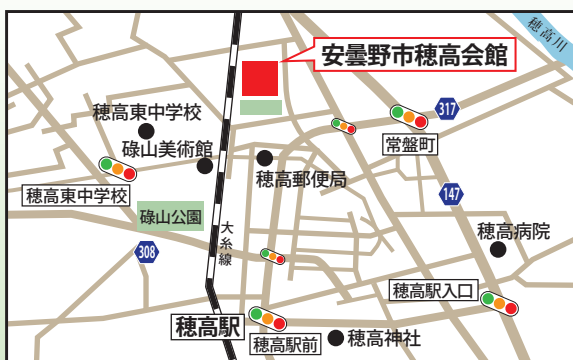 穂高川
安曇野市穂高会館
317
穂高東中学校
常盤町
碌山美術館
穂高郵便局
穂高東中学校
147
碌山公園
大糸線
穂高病院
308
穂高駅入口
穂高駅
穂高駅前
穂高神社